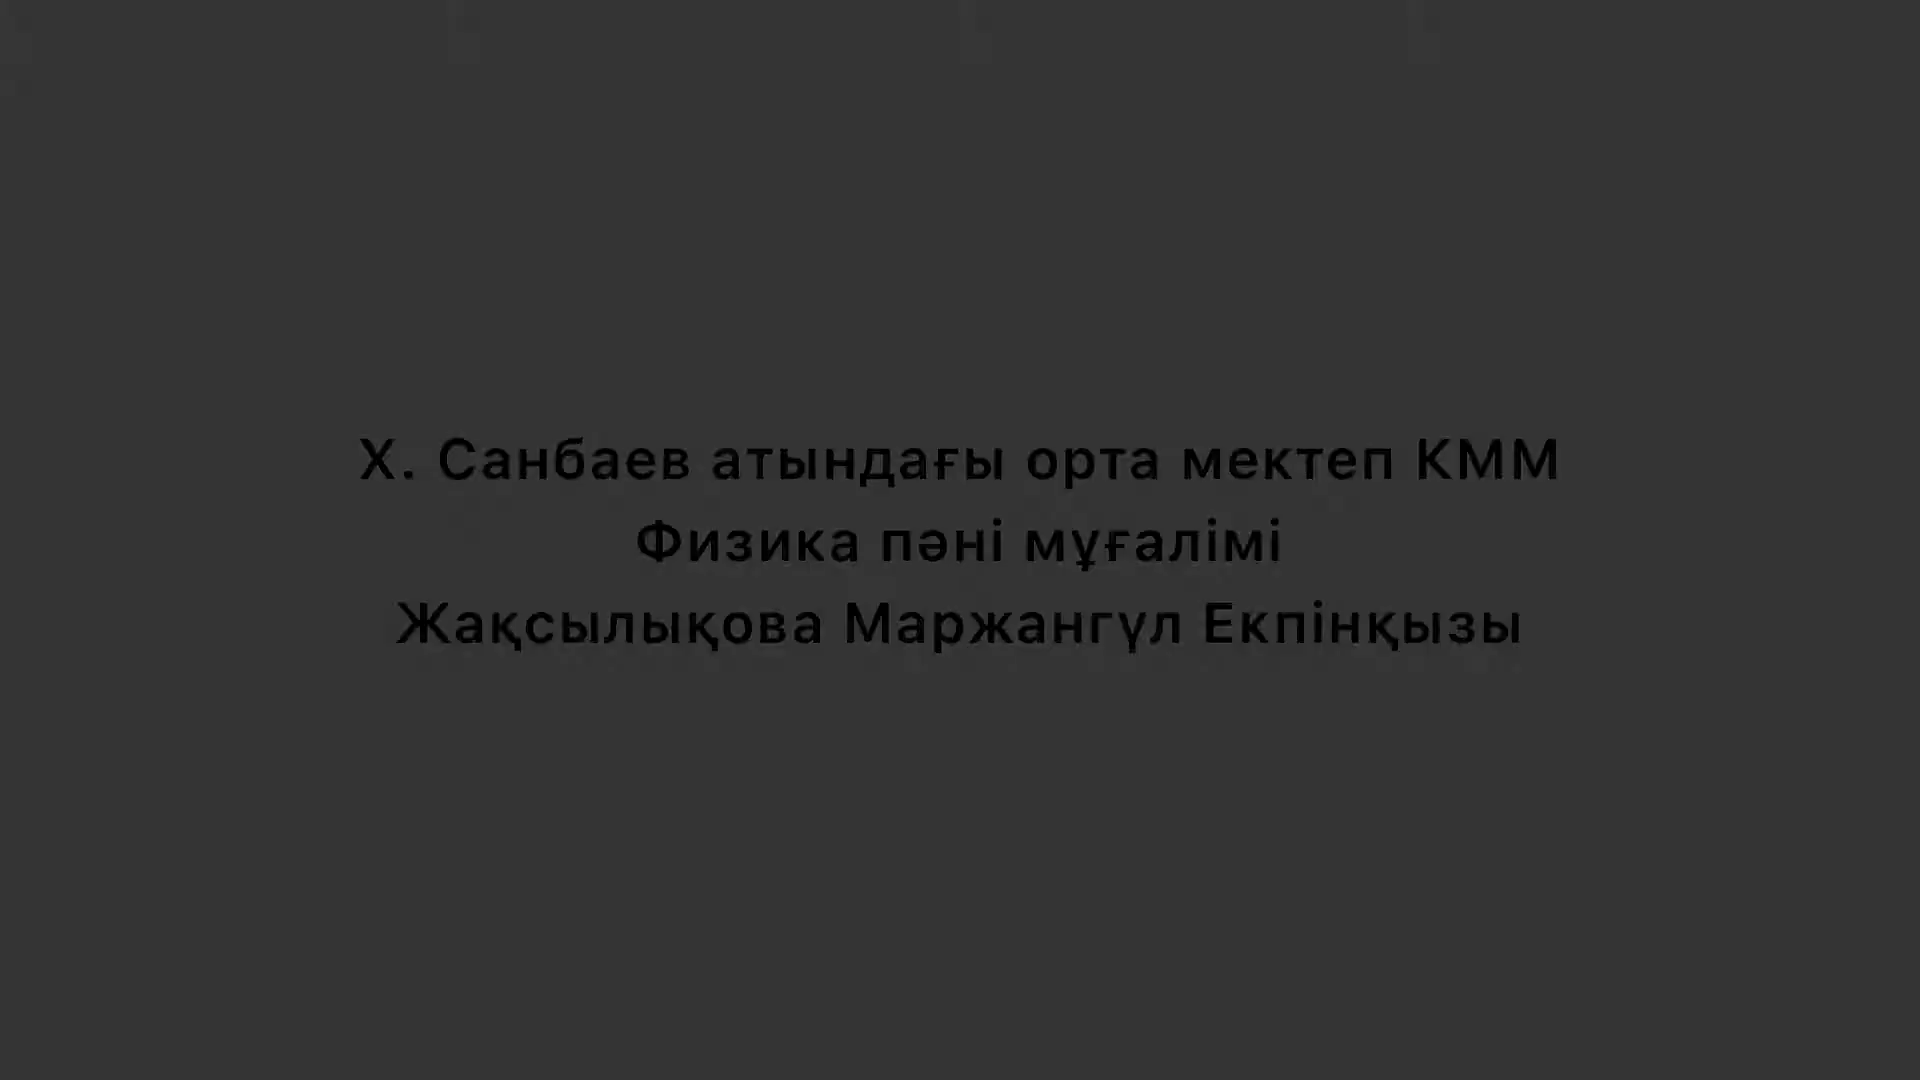 Х. Санбаев атындағы орта мектеп КММ
Физика пәні мұғалімі
Жақсылықова Маржангүл Екпінқызы